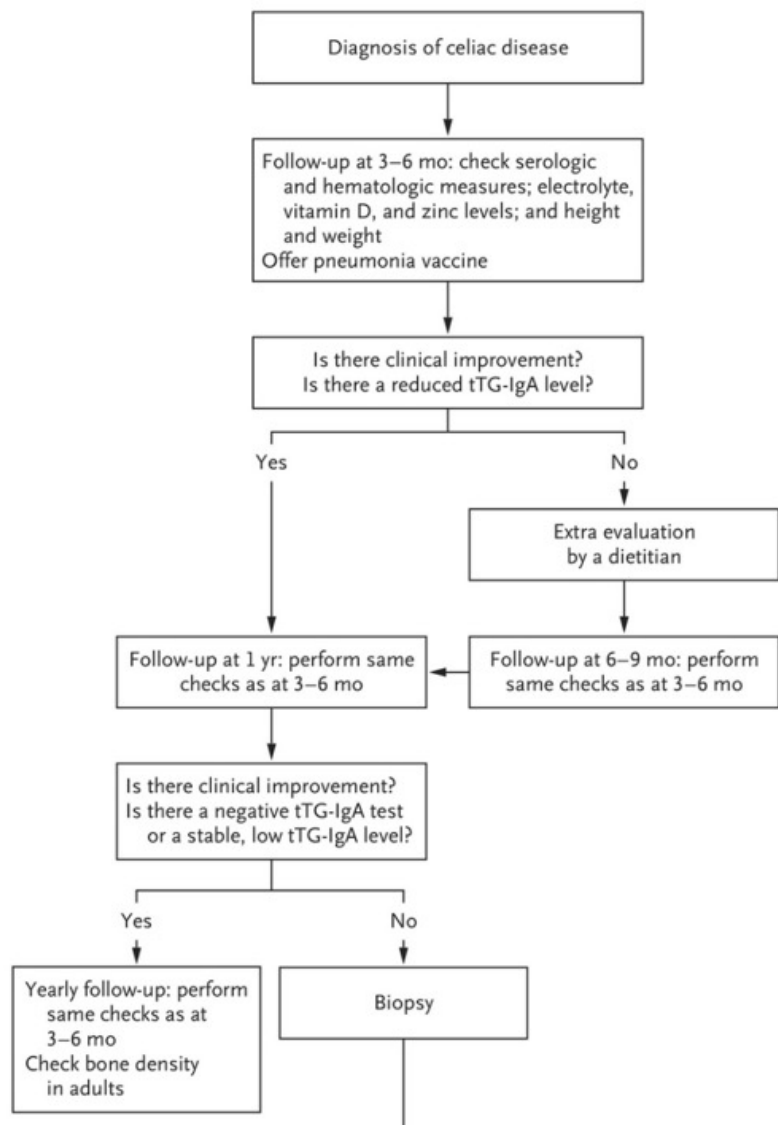 Diagnosis of celiac disease
Follow-up at 3–6 mo: check serologic
and hematologic measures; electrolyte,
vitamin D, and zinc levels; and height
and weight
Offer pneumonia vaccine
Is there clinical improvement?
Is there a reduced tTG-IgA level?
Yes
No
Extra evaluation
by a dietitian
Follow-up at 1 yr: perform same
checks as at 3–6 mo
Follow-up at 6–9 mo: perform
same checks as at 3–6 mo
Is there clinical improvement?
Is there a negative tTG-IgA test
or a stable, low tTG-IgA level?
Yes
No
Yearly follow-up: perform
same checks as at
3–6 mo
Check bone density
in adults
Biopsy